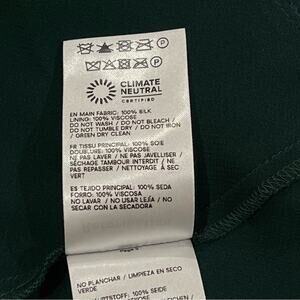 CLIMATE
NEUTRAL
CERTIFIED
EN MAIN FABRIC: 100% SILK
LINING: 100% VISCOSE
DO NOT WASH / DO NOT BLEACH /
DO NOT TUMBLE DRY / DO NOT IRON
/ GREEN DRY CLEAN
FR TISSU PRINCIPAL: 100% SOIE
DOUBLURE: 100% VISCOSE
NE PAS LAVER / NE PAS JAVELLISER /
SÉCHAGE TAMBOUR INTERDIT / NE
PAS REPASSER / NETTOYAGE À SEC
VERT
ES TEJIDO PRINCIPAL: 100% SEDA
FORRO: 100% VISCOSA
NO LAVAR / NO USAR LEJÍA / NO
SECAR CON LA SECADORA
NO PLANCHAR / LIMPIEZA EN SECO
VERDE
100% SEIDE